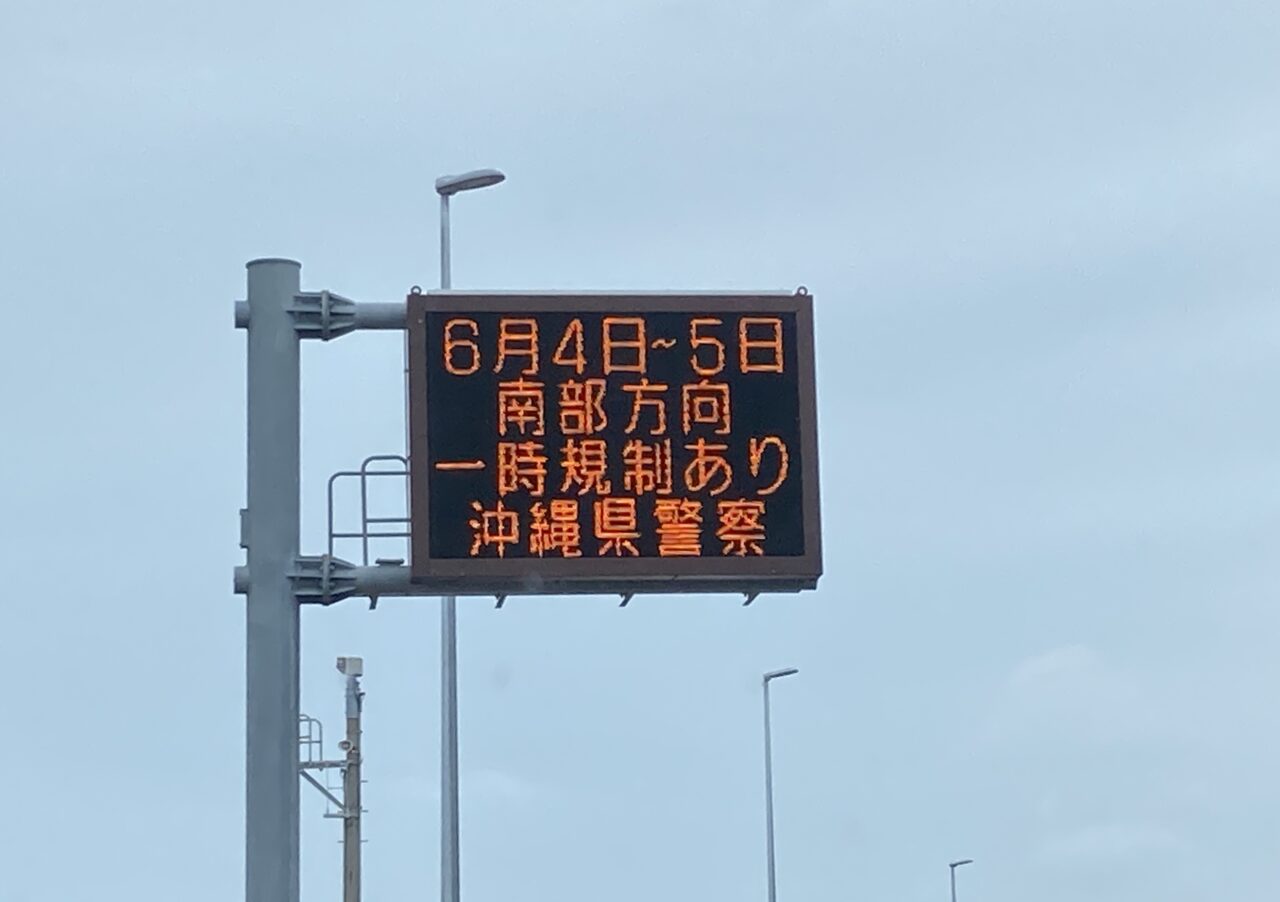 6月4日~5日
南部方向
一時規制あり
沖縄県警察